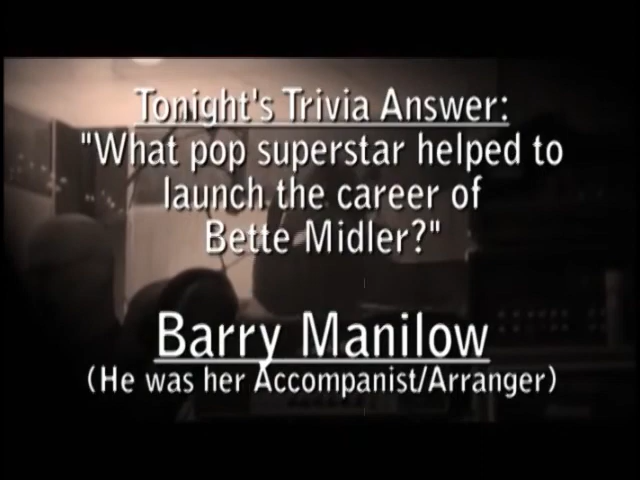 Tonight's Trivia Answer:
"What pop superstar helped to
launch the career of
Bette Midler?"
Barry Manilow
(He was her Accompanist/Arranger)